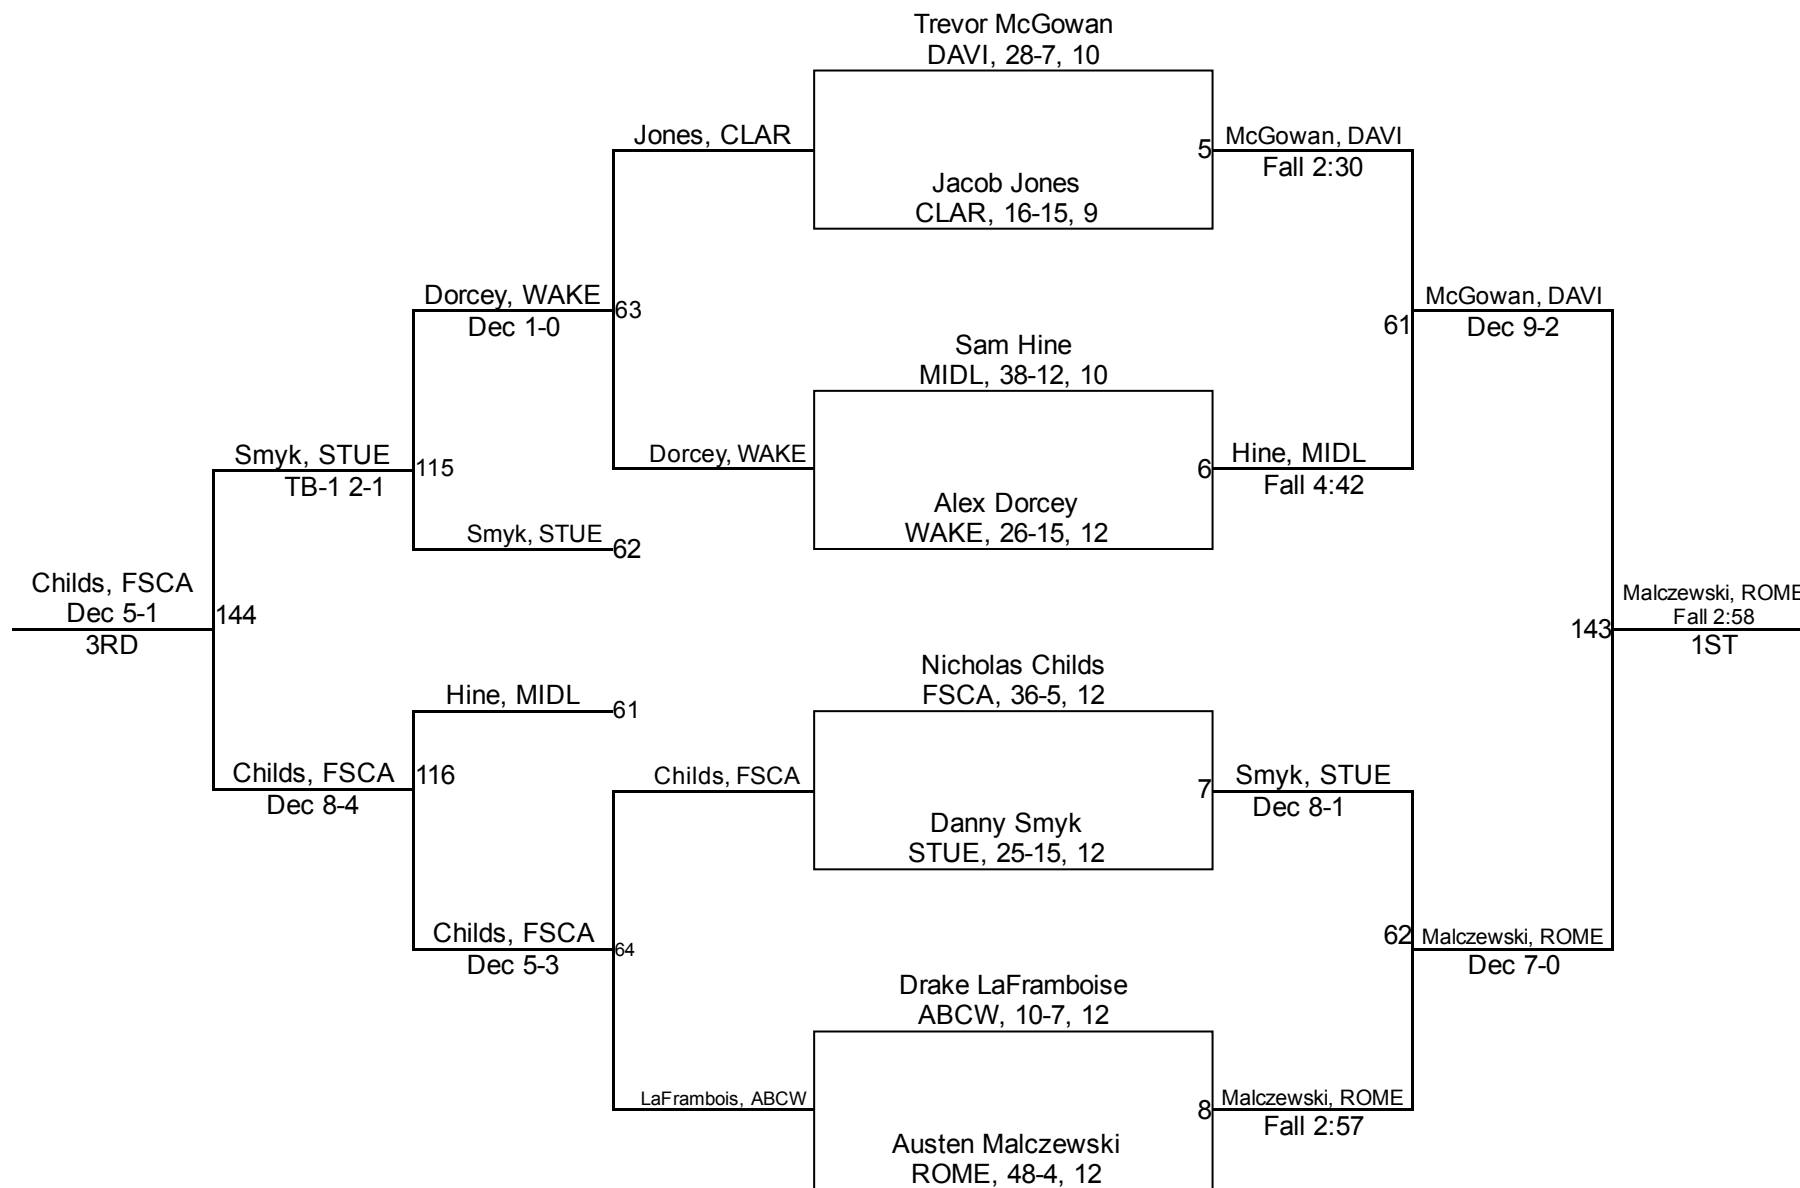 Trevor McGowan
DAVI, 28-7, 10
Jones, CLAR
5
McGowan, DAVI
Fall 2:30
Jacob Jones
CLAR, 16-15, 9
Dorcey, WAKE
Dec 1-0
63
McGowan, DAVI
Dec 9-2
61
Sam Hine
MIDL, 38-12, 10
Smyk, STUE
TB-1 2-1
115
Dorcey, WAKE
6
Hine, MIDL
Fall 4:42
Alex Dorcey
WAKE, 26-15, 12
Smyk, STUE
62
Childs, FSCA
Dec 5-1
3RD
144
143
Malczewski, ROME
Fall 2:58
1ST
Nicholas Childs
FSCA, 36-5, 12
Hine, MIDL
61
Childs, FSCA
Dec 8-4
116
Childs, FSCA
7
Smyk, STUE
Dec 8-1
Danny Smyk
STUE, 25-15, 12
Childs, FSCA
Dec 5-3
64
62
Malczewski, ROME
Dec 7-0
Drake LaFramboise
ABCW, 10-7, 12
LaFrambois, ABCW
8
Malczewski, ROME
Fall 2:57
Austen Malczewski
ROME, 48-4, 12